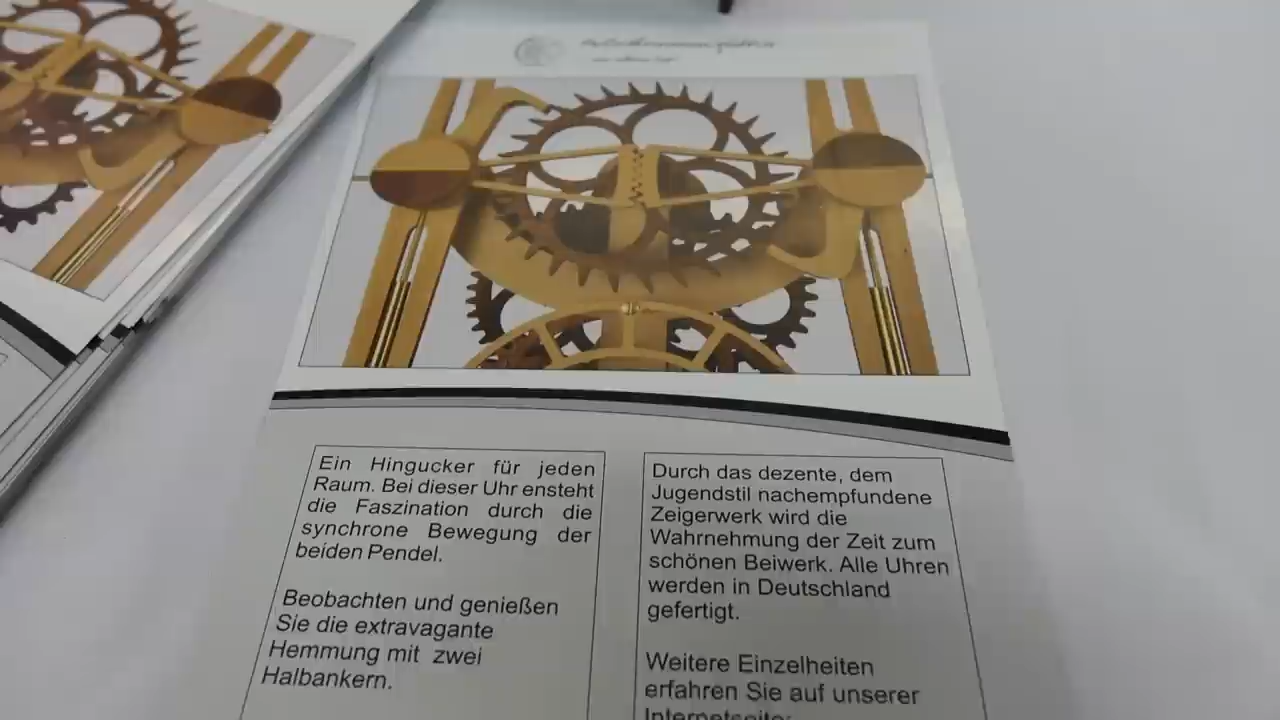 Ein Hingucker für jeden
Raum. Bei dieser Uhr ensteht
die Faszination durch die
synchrone Bewegung der
beiden Pendel.
Beobachten und genießen
Sie die extravagante
Hemmung mit zwei
Halbankern.
Durch das dezente, dem
Jugendstil nachempfundene
Zeigerwerk wird die
Wahrnehmung der Zeit zum
schönen Beiwerk. Alle Uhren
werden in Deutschland
gefertigt.
Weitere Einzelheiten
erfahren Sie auf unserer
Internetseite: